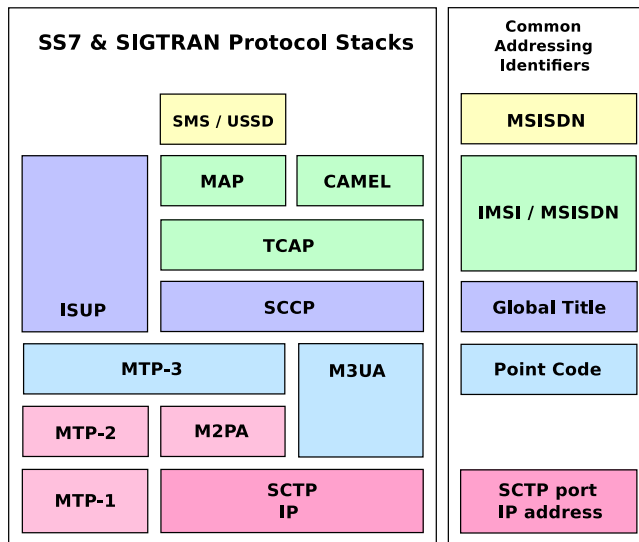 SS7 & SIGTRAN Protocol Stacks
SMS / USSD
MAP
CAMEL
TCAP
ISUP
SCCP
MTP-3
M3UA
MTP-2
M2PA
MTP-1
SCTP
IP
Common
Addressing
Identifiers
MSISDN
IMSI / MSISDN
Global Title
Point Code
SCTP port
IP address